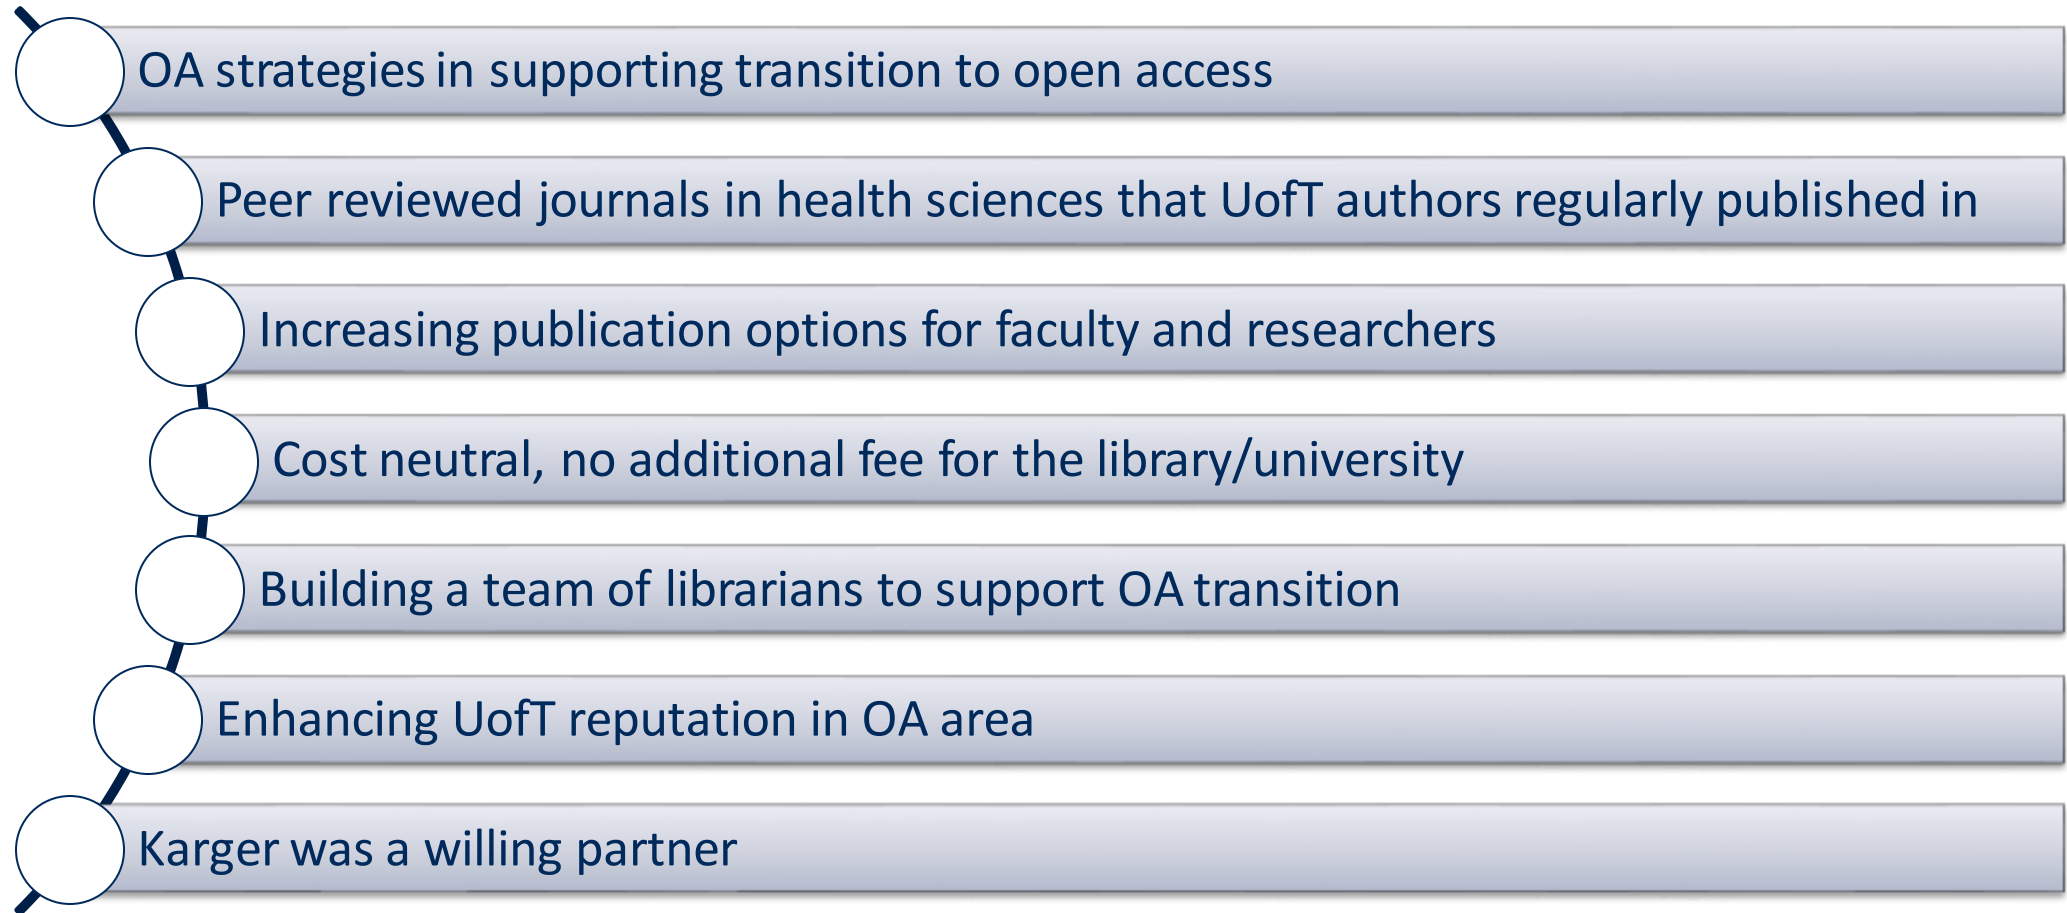 OA strategies in supporting transition to open access
Peer reviewed journals in health sciences that UofT authors regularly published in
Increasing publication options for faculty and researchers
Cost neutral, no additional fee for the library/university
Building a team of librarians to support OA transition
Enhancing UofT reputation in OA area
Karger was a willing partner